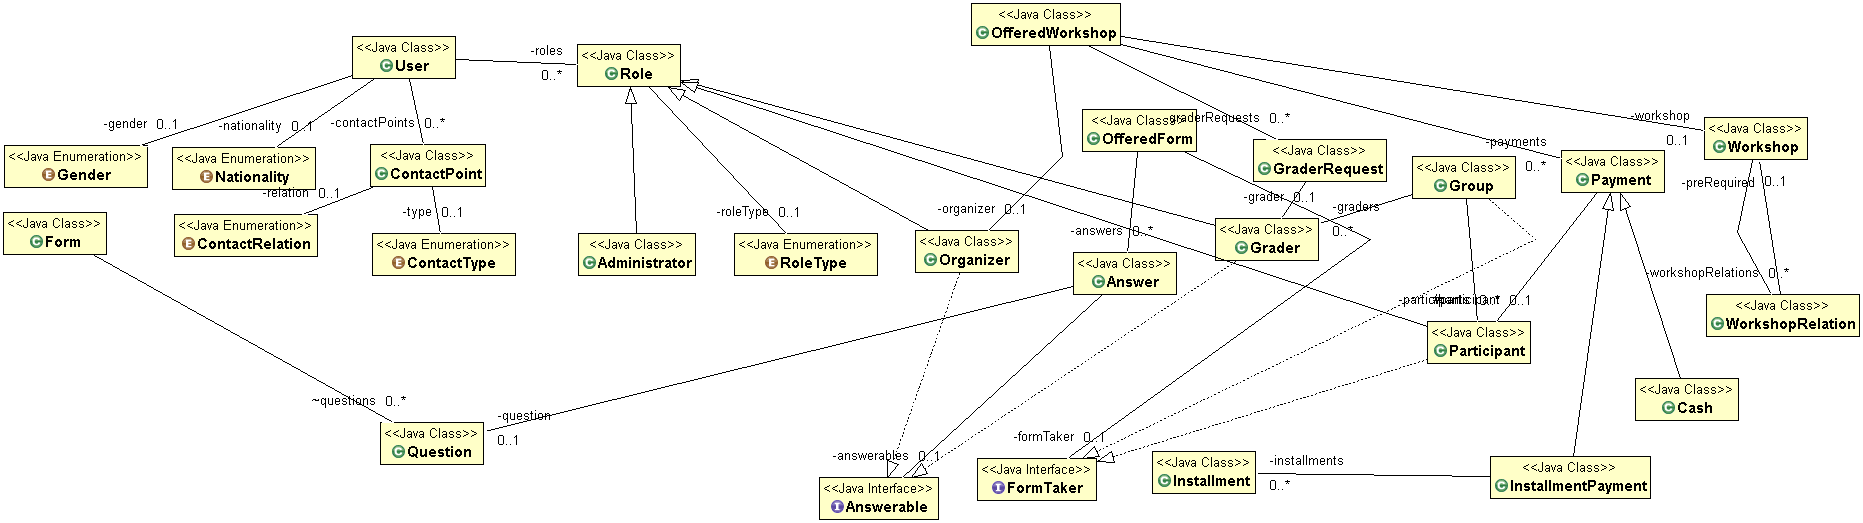 <<Java Class>>
OfferedWorkshop
<<Java Class>>
User
-roles
0..*
<<Java Class>>
Role
-gender 0..1
-nationality 0..1
-contactPoints 0..*
<<Java Class>>
OfferedForm
-graderRequests 0..*
-workshop
0..1
<<Java Class>>
Workshop
<<Java Enumeration>>
Gender
<<Java Enumeration>>
Nationality
<<Java Class>>
ContactPoint
<<Java Class>>
GraderRequest
<<Java Class>>
Group
-payments
0..*
<<Java Class>>
Payment
-preRequired 0..1
-relation 0..1
-type 0..1
-roleType 0..1
-organizer 0..1
-grader 0..1
-graders
0..*
<<Java Class>>
Form
<<Java Enumeration>>
ContactRelation
<<Java Enumeration>>
ContactType
<<Java Class>>
Administrator
<<Java Enumeration>>
RoleType
<<Java Class>>
Organizer
-answers 0..*
<<Java Class>>
Grader
<<Java Class>>
Answer
-workshopRelations 0..*
-participants 0..*
#participant 0..1
<<Java Class>>
WorkshopRelation
<<Java Class>>
Participant
<<Java Class>>
Cash
~questions 0..*
-question
0..1
<<Java Class>>
Question
-formTaker 0..1
-answerables 0..1
<<Java Interface>>
Answerable
<<Java Interface>>
FormTaker
<<Java Class>>
Installment
-installments
0..*
<<Java Class>>
InstallmentPayment